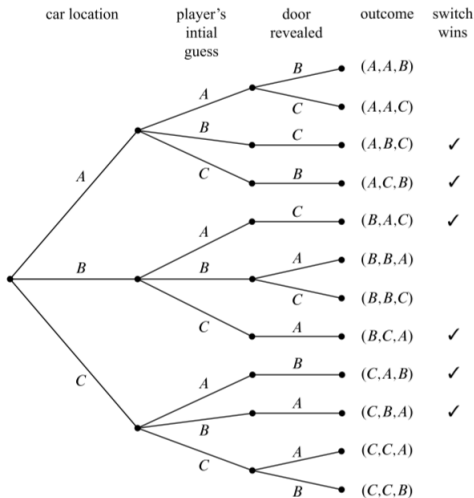 car location player's intial guess door revealed outcome switch wins
B (A,A,B)
A
C (A,A,C)
B C (A,B,C) ✓
C B (A,C,B) ✓
A
C (B,A,C) ✓
A
B B A (B,B,A)
C (B,B,C)
C A (B,C,A) ✓
C
B (C,A,B) ✓
A
A (C,B,A) ✓
B
C A (C,C,A)
B (C,C,B)